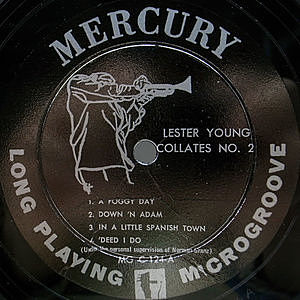 MERCURY
LESTER YOUNG
COLLATES NO. 2
1. A FOGGY DAY
2. DOWN 'N ADAM
3. IN A LITTLE SPANISH TOWN
4. 'DEED I DO
(Under the personal supervision of Norman Granz)
MG C-124-A
LONG PLAYING MICROGROOVE